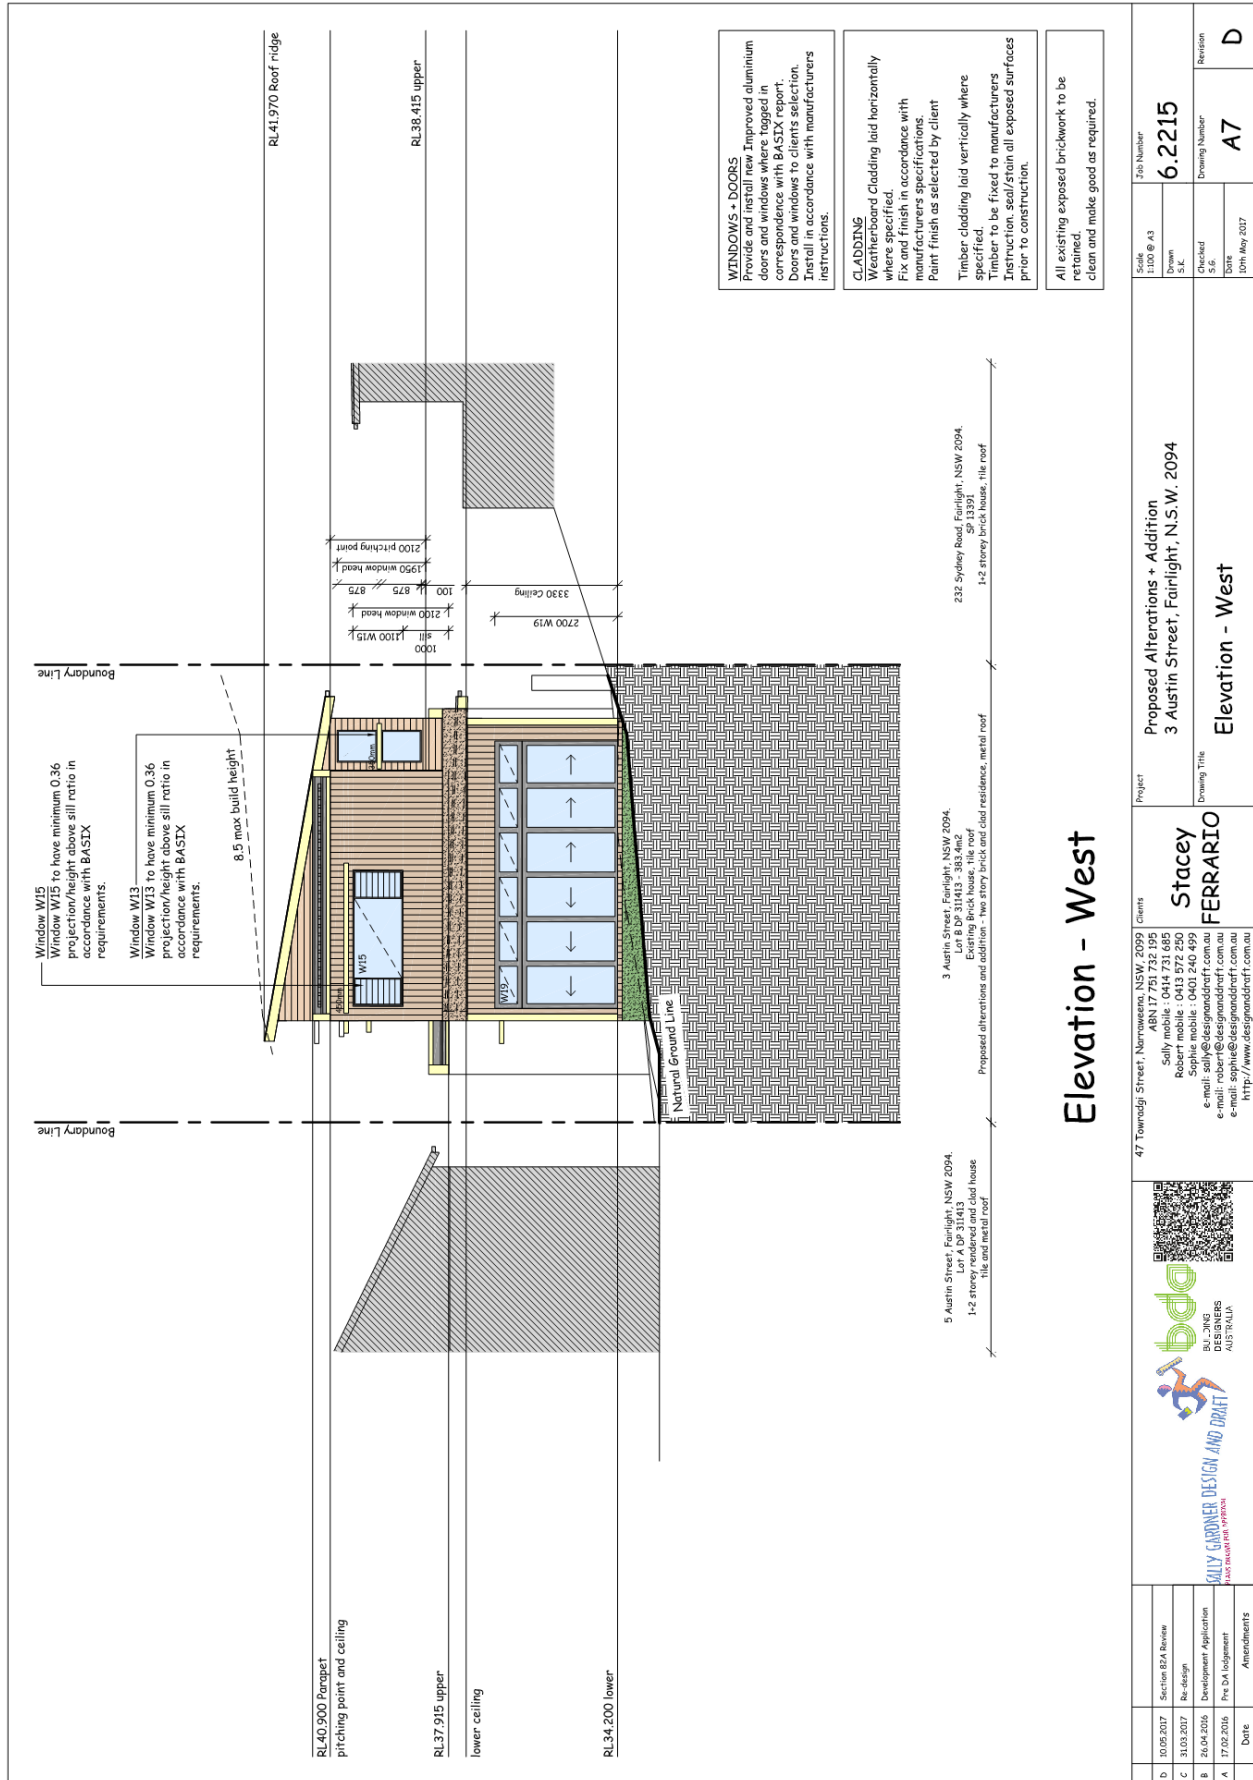 Window W15
Window W15 to have minimum 0.36
projection/height above sill ratio in
accordance with BASIX
requirements.
Window W13
Window W13 to have minimum 0.36
projection/height above sill ratio in
accordance with BASIX
requirements.
Boundary Line
Boundary Line
8.5 max build height
RL41.970 Roof ridge
RL38.415 upper
RL40.900 Parapet
pitching point and ceiling
RL37.915 upper
lower ceiling
RL34.200 lower
450mm
W15
W19
1000
sill
1100 W15
2100 window head
100
875
875
1950 window head
2100 pitching point
2700 W19
3330 Ceiling
Natural Ground Line
5 Austin Street, Fairlight, NSW 2094.
Lot A DP 311413
1+2 storey rendered and clad house
tile and metal roof
3 Austin Street, Fairlight, NSW 2094.
Lot B DP 311413 - 383.4m2
Existing Brick house, tile roof
Proposed alterations and addition - two story brick and clad residence, metal roof
232 Sydney Road, Fairlight, NSW 2094.
SP 13391
1+2 storey brick house, tile roof
WINDOWS + DOORS
Provide and install new Improved aluminium
doors and windows where tagged in
correspondence with BASIX report.
Doors and windows to clients selection.
Install in accordance with manufacturers
instructions.
CLADDING
Weatherboard Cladding laid horizontally
where specified.
Fix and finish in accordance with
manufacturers specifications.
Paint finish as selected by client
Timber cladding laid vertically where
specified.
Timber to be fixed to manufacturers
Instruction, seal/stain all exposed surfaces
prior to construction.
All existing exposed brickwork to be
retained.
clean and make good as required.
Elevation - West
D 10.05.2017 Section 82A Review
C 31.03.2017 Re-design
B 26.04.2016 Development Application
A 17.02.2016 Pre DA lodgement
Date Amendments
SALLY GARDNER DESIGN AND DRAFT
PLANS DRAWN FOR APPROVAL
bda
BUILDING
DESIGNERS
AUSTRALIA
47 Towradgi Street, Narraweena, NSW, 2099
ABN 17 751 732 195
Sally mobile : 0414 731 685
Robert mobile : 0413 572 250
Sophie mobile : 0401 240 499
e-mail: sally@designanddraft.com.au
e-mail: robert@designanddraft.com.au
e-mail: sophie@designanddraft.com.au
http://www.designanddraft.com.au
Clients
Stacey
FERRARIO
Project
Proposed Alterations + Addition
3 Austin Street, Fairlight, N.S.W. 2094
Drawing Title
Elevation - West
Scale
1:100 @ A3
Drawn
S.K.
Checked
S.G.
Date
10th May 2017
Job Number
6.2215
Drawing Number
A7
Revision
D